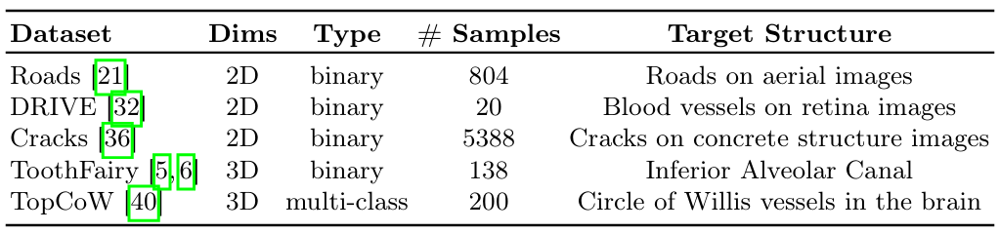 Dataset Dims Type # Samples Target Structure
Roads [21] 2D binary 804 Roads on aerial images
DRIVE [32] 2D binary 20 Blood vessels on retina images
Cracks [36] 2D binary 5388 Cracks on concrete structure images
ToothFairy [5,6] 3D binary 138 Inferior Alveolar Canal
TopCoW [40] 3D multi-class 200 Circle of Willis vessels in the brain